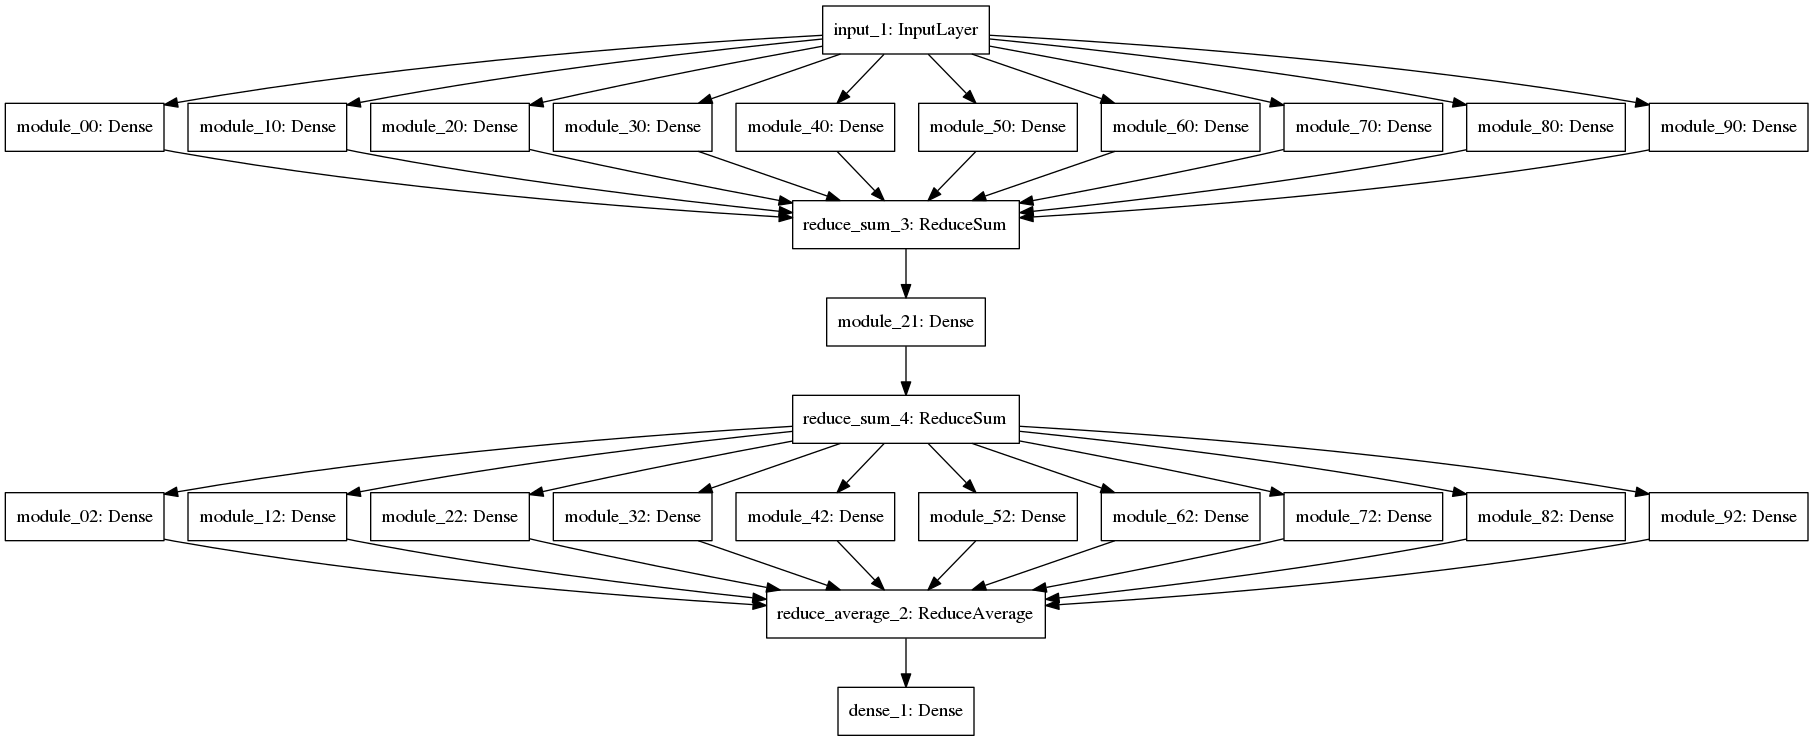 input_1: InputLayer
module_00: Dense
module_10: Dense
module_20: Dense
module_30: Dense
module_40: Dense
module_50: Dense
module_60: Dense
module_70: Dense
module_80: Dense
module_90: Dense
reduce_sum_3: ReduceSum
module_21: Dense
reduce_sum_4: ReduceSum
module_02: Dense
module_12: Dense
module_22: Dense
module_32: Dense
module_42: Dense
module_52: Dense
module_62: Dense
module_72: Dense
module_82: Dense
module_92: Dense
reduce_average_2: ReduceAverage
dense_1: Dense